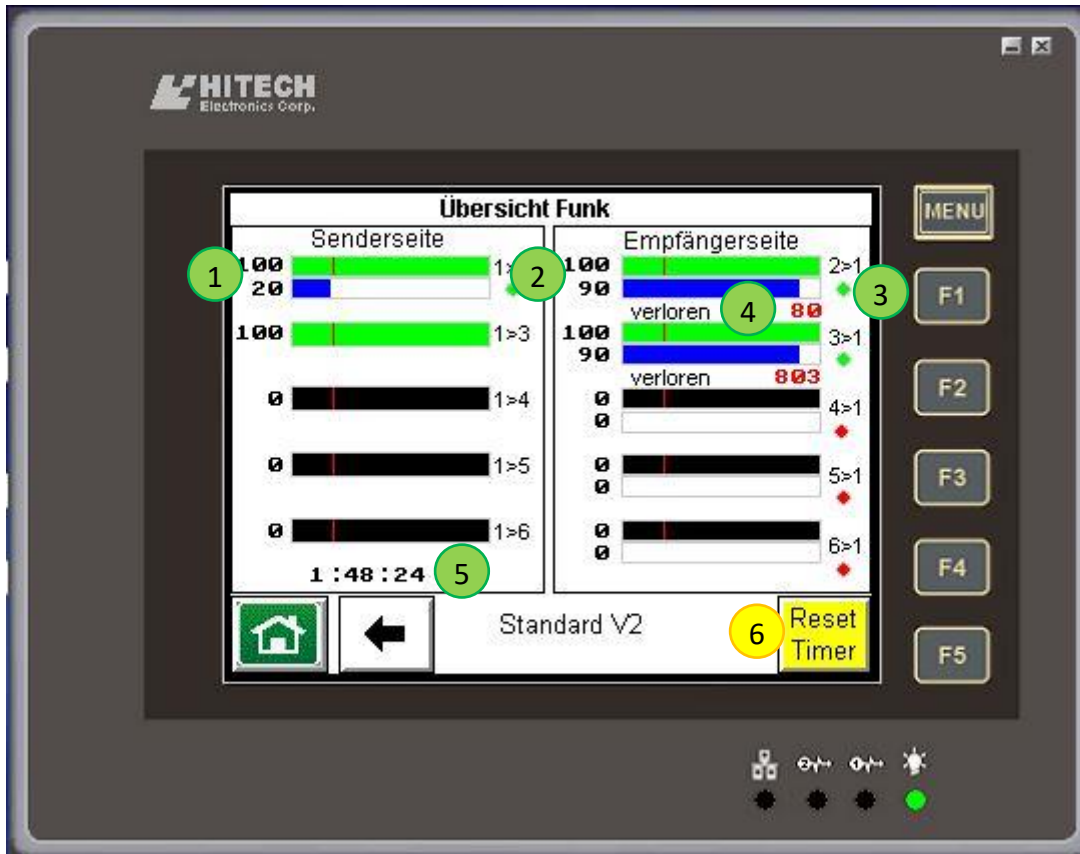 HITECH
Electronics Corp.
Übersicht Funk
MENU
Senderseite
Empfängerseite
1
100
1>
2
100
2>1
20
90
3
F1
verloren
4
80
100
1>3
100
3>1
90
verloren
803
F2
0
1>4
0
4>1
0
0
1>5
0
5>1
F3
0
0
1>6
0
6>1
0
1:48:24
5
F4
Standard V2
6
Reset
Timer
F5